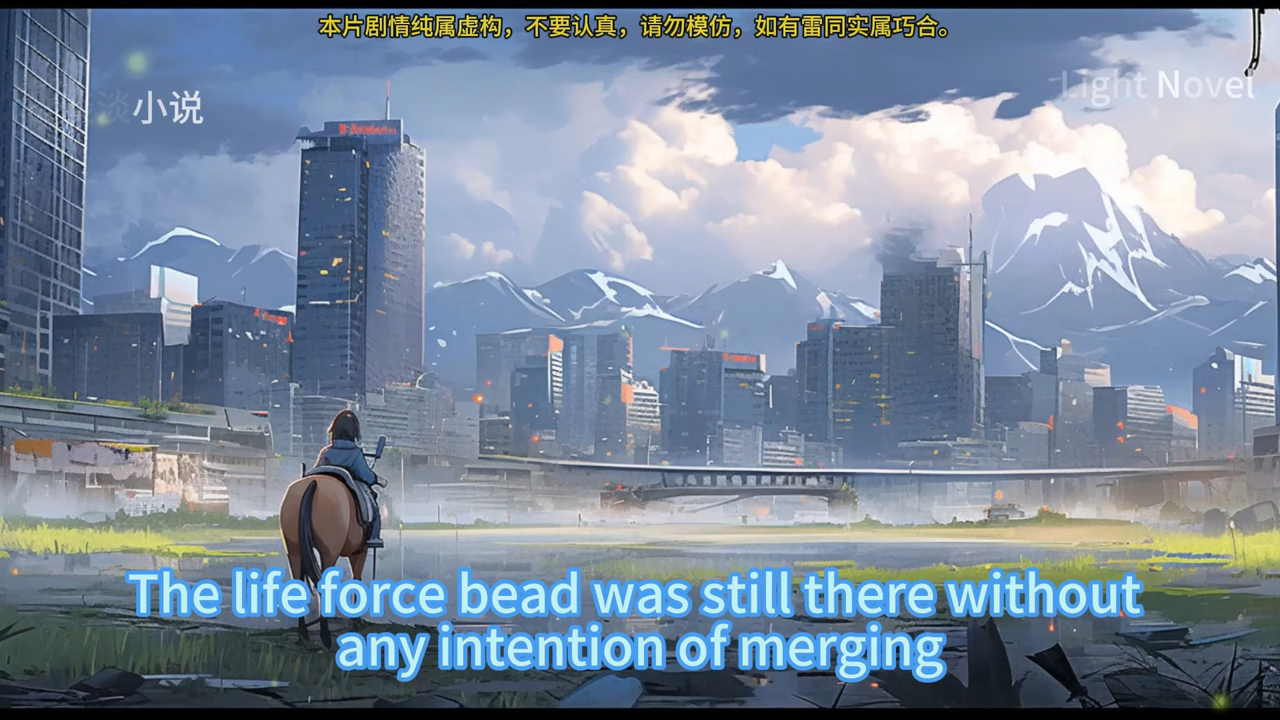 本片剧情纯属虚构，不要认真，请勿模仿，如有雷同实属巧合。
Light Novel
淡小说
The life force bead was still there without
any intention of merging